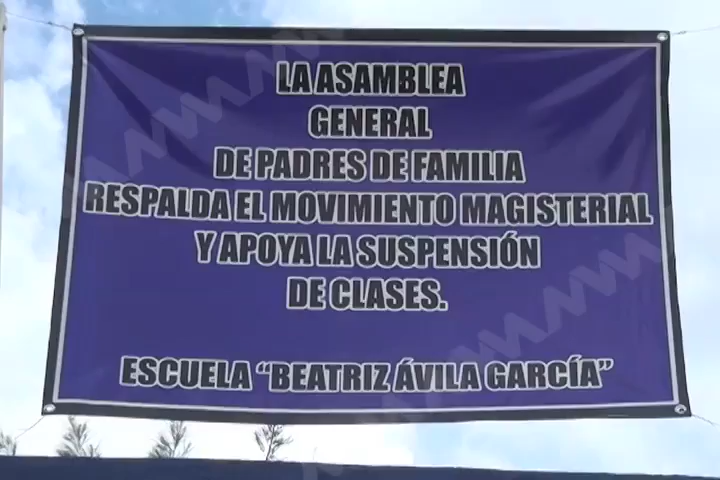 LA ASAMBLEA
GENERAL
DE PADRES DE FAMILIA
RESPALDA EL MOVIMIENTO MAGISTERIAL
Y APOYA LA SUSPENSIÓN
DE CLASES.
ESCUELA “BEATRIZ ÁVILA GARCÍA”